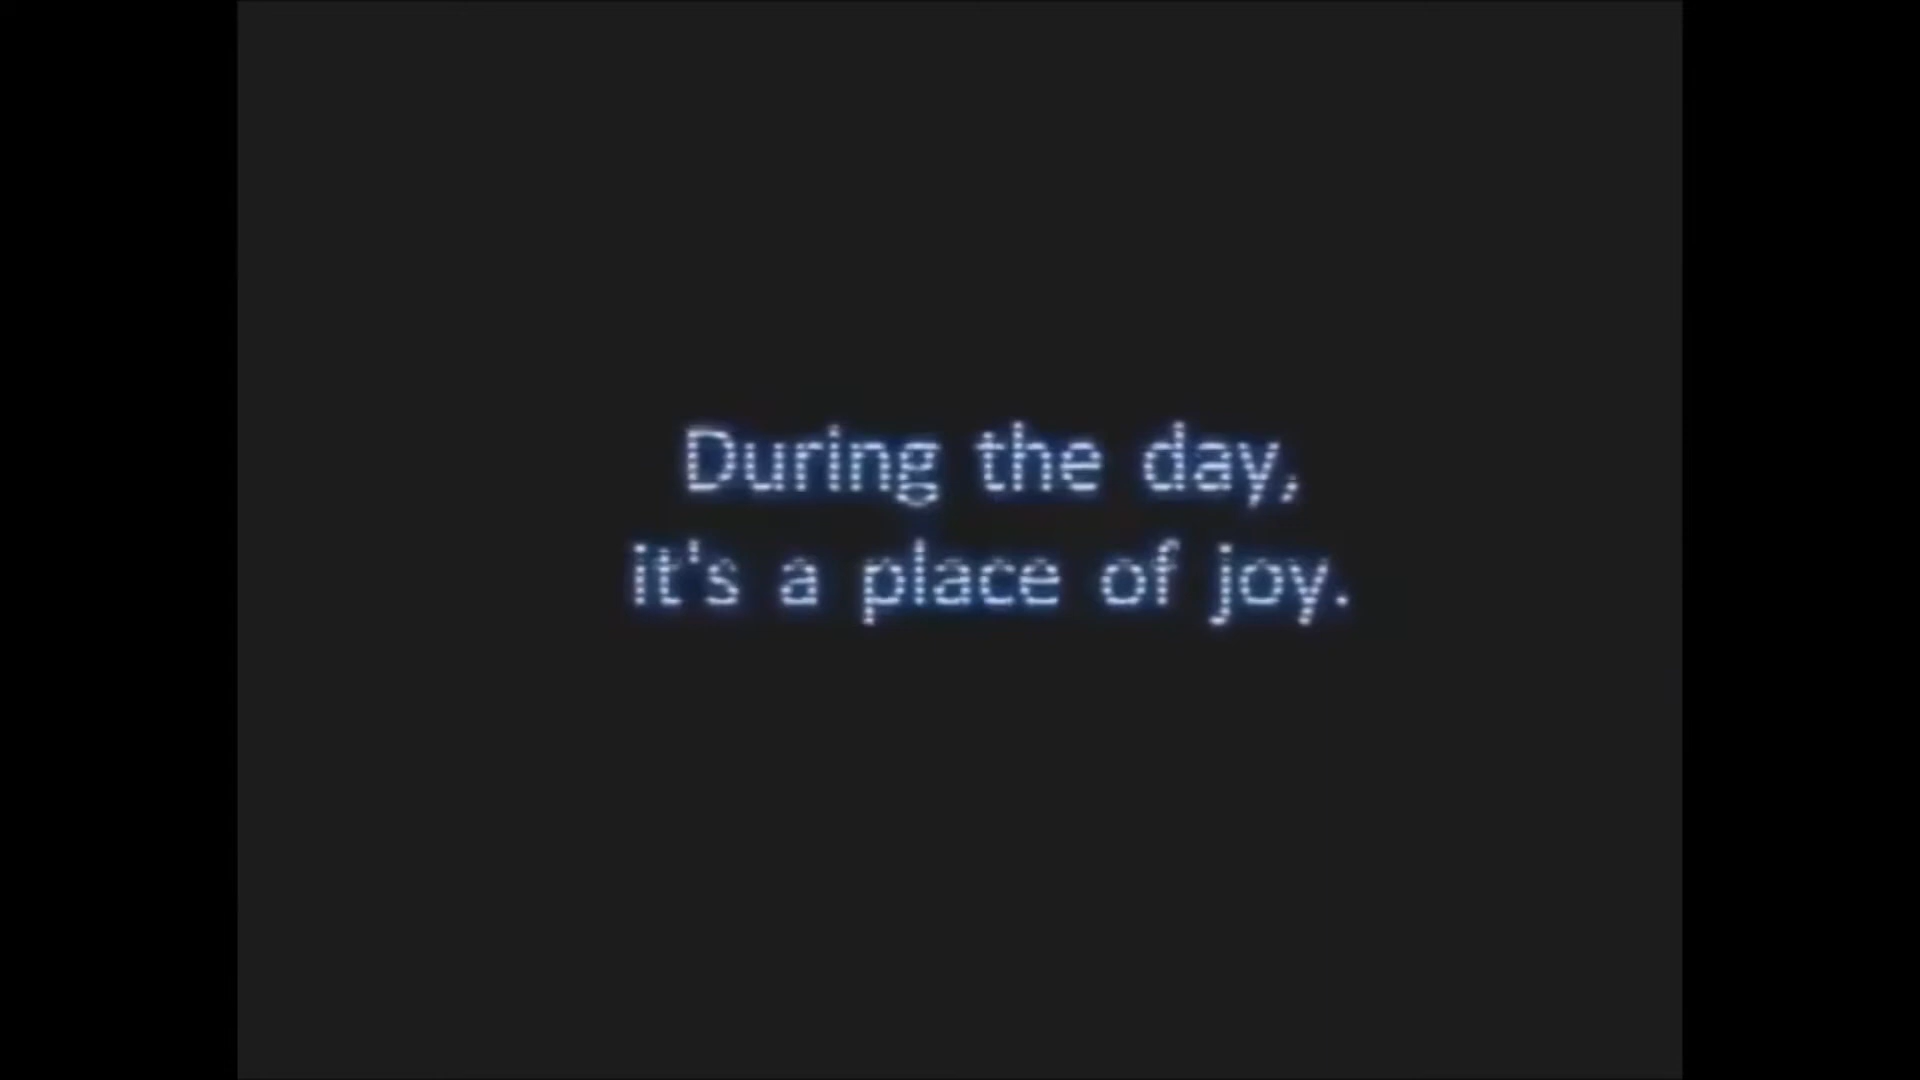 During the day,
it's a place of joy.